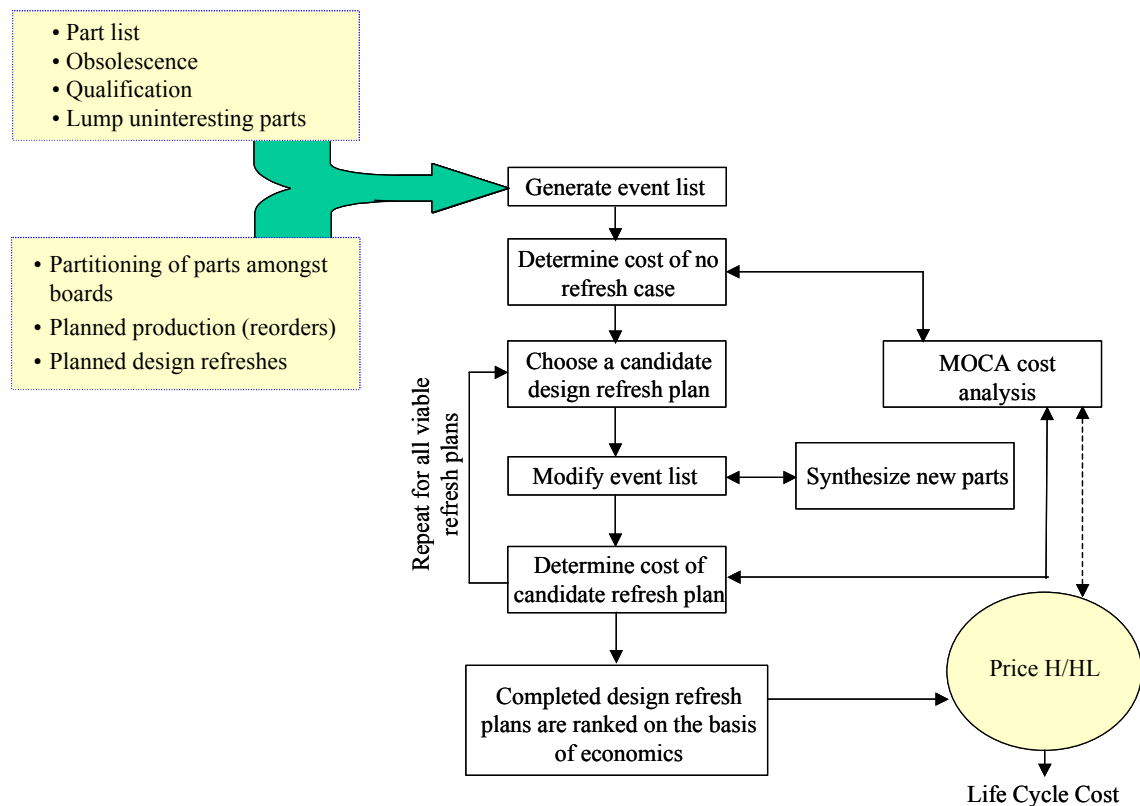 • Part list
• Obsolescence
• Qualification
• Lump uninteresting parts
• Partitioning of parts amongst
boards
• Planned production (reorders)
• Planned design refreshes
Generate event list
Determine cost of no
refresh case
Choose a candidate
design refresh plan
MOCA cost
analysis
Repeat for all viable
refresh plans
Modify event list
Synthesize new parts
Determine cost of
candidate refresh plan
Completed design refresh
plans are ranked on the basis
of economics
Price H/HL
Life Cycle Cost